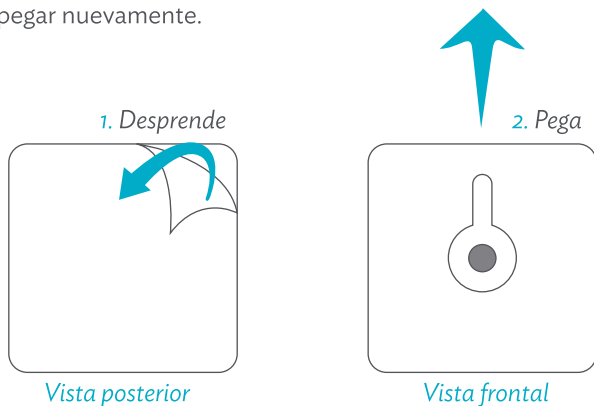 pegar nuevamente.
1. Desprende
2. Pega
Vista posterior
Vista frontal